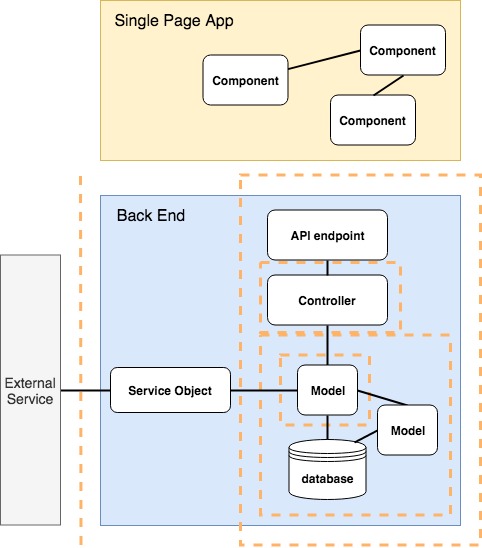 Single Page App
Component
Component
Component
Back End
API endpoint
Controller
External
Service
Service Object
Model
Model
database